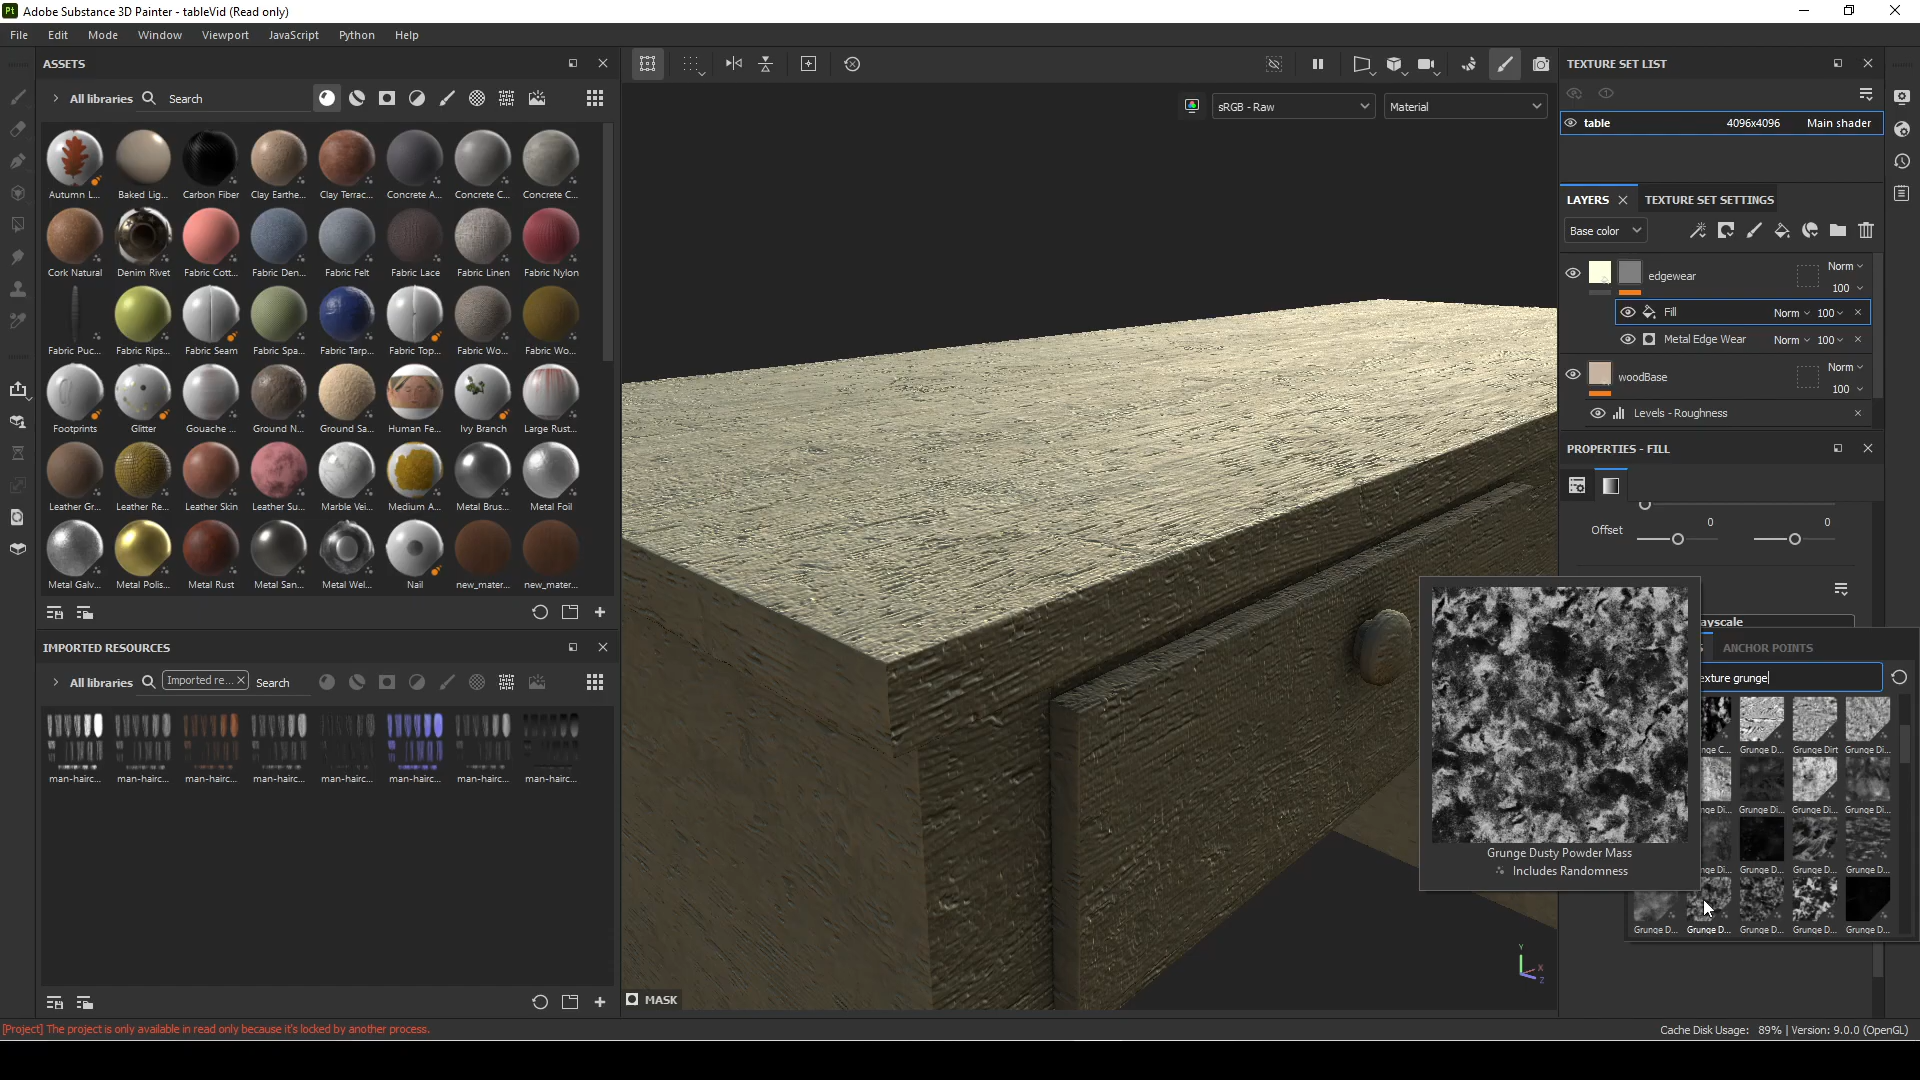 Pt Adobe Substance 3D Painter - tableVid (Read only)
File Edit Mode Window Viewport JavaScript Python Help
ASSETS
All libraries Search
Autumn L... Baked Lig... Carbon Fiber Clay Earthe... Clay Terrac... Concrete A... Concrete C... Concrete C...
Cork Natural Denim Rivet Fabric Cott... Fabric Den... Fabric Felt Fabric Lace Fabric Linen Fabric Nylon
Fabric Puc... Fabric Rips... Fabric Seam Fabric Spa... Fabric Tarp... Fabric Top... Fabric Wo... Fabric Wo...
Footprints Glitter Gouache ... Ground N... Ground Sa... Human Fe... Ivy Branch Large Rust...
Leather Gr... Leather Re... Leather Skin Leather Su... Marble Vei... Medium A... Metal Brus... Metal Foil
Metal Galv... Metal Polis... Metal Rust Metal San... Metal Wel... Nail new_mater... new_mater...
IMPORTED RESOURCES
All libraries Imported re... Search
man-hairc... man-hairc... man-hairc... man-hairc... man-hairc... man-hairc... man-hairc... man-hairc...
sRGB - Raw Material
MASK
Y
X
Z
TEXTURE SET LIST
table 4096x4096 Main shader
LAYERS TEXTURE SET SETTINGS
Base color
edgewear Norm
100
Fill Norm 100
Metal Edge Wear Norm 100
woodBase Norm
100
Levels - Roughness
PROPERTIES - FILL
0 0
Offset
ayscale
S ANCHOR POINTS
exture grunge
nge C... Grunge D... Grunge Dirt Grunge Di...
nge Di... Grunge Di... Grunge Di... Grunge Di...
nge D... Grunge D... Grunge D... Grunge D...
Grunge D... Grunge D... Grunge D... Grunge D... Grunge D...
Grunge Dusty Powder Mass
Includes Randomness
[Project] The project is only available in read only because it's locked by another process.
Cache Disk Usage: 89% | Version: 9.0.0 (OpenGL)